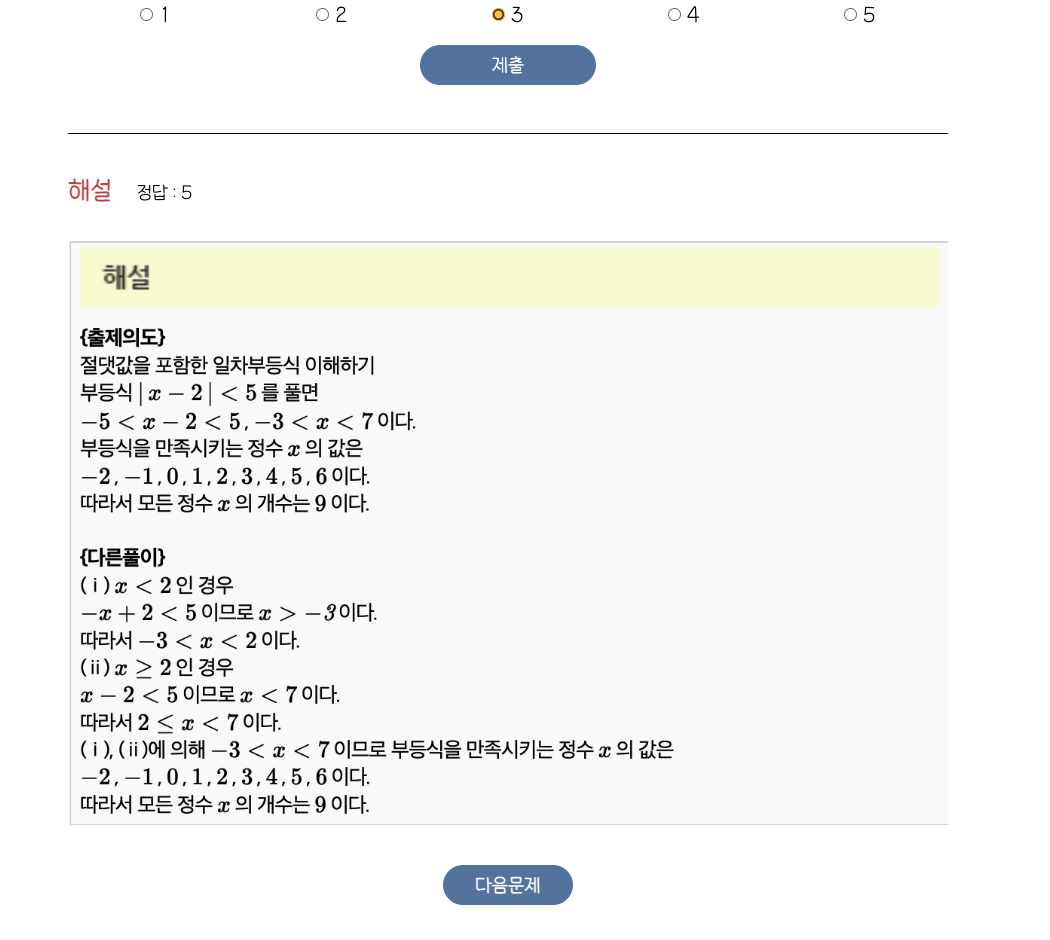 1 2 3 4 5
제출
해설 정답 : 5
해설
{출제의도}
절댓값을 포함한 일차부등식 이해하기
부등식 | x − 2 | < 5 를 풀면
−5 < x − 2 < 5 , −3 < x < 7 이다.
부등식을 만족시키는 정수 x 의 값은
−2 , −1 , 0 , 1 , 2 , 3 , 4 , 5 , 6 이다.
따라서 모든 정수 x 의 개수는 9 이다.
{다른풀이}
(ⅰ) x < 2 인 경우
−x + 2 < 5 이므로 x > −3 이다.
따라서 −3 < x < 2 이다.
(ⅱ) x ≥ 2 인 경우
x − 2 < 5 이므로 x < 7 이다.
따라서 2 ≤ x < 7 이다.
(ⅰ), (ⅱ)에 의해 −3 < x < 7 이므로 부등식을 만족시키는 정수 x 의 값은
−2 , −1 , 0 , 1 , 2 , 3 , 4 , 5 , 6 이다.
따라서 모든 정수 x 의 개수는 9 이다.
다음문제